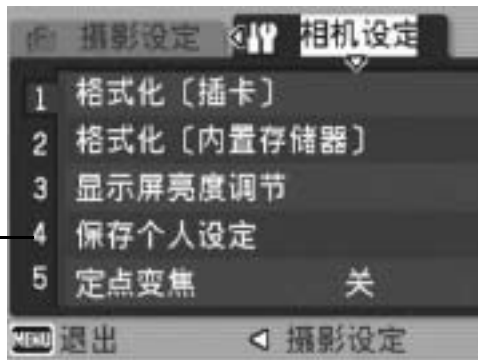 攝影设定 相机设定
1 格式化〔插卡〕
2 格式化〔内置存储器〕
3 显示屏亮度调节
4 保存个人设定
5 定点变焦 关
MENU 退出 ◁ 攝影设定